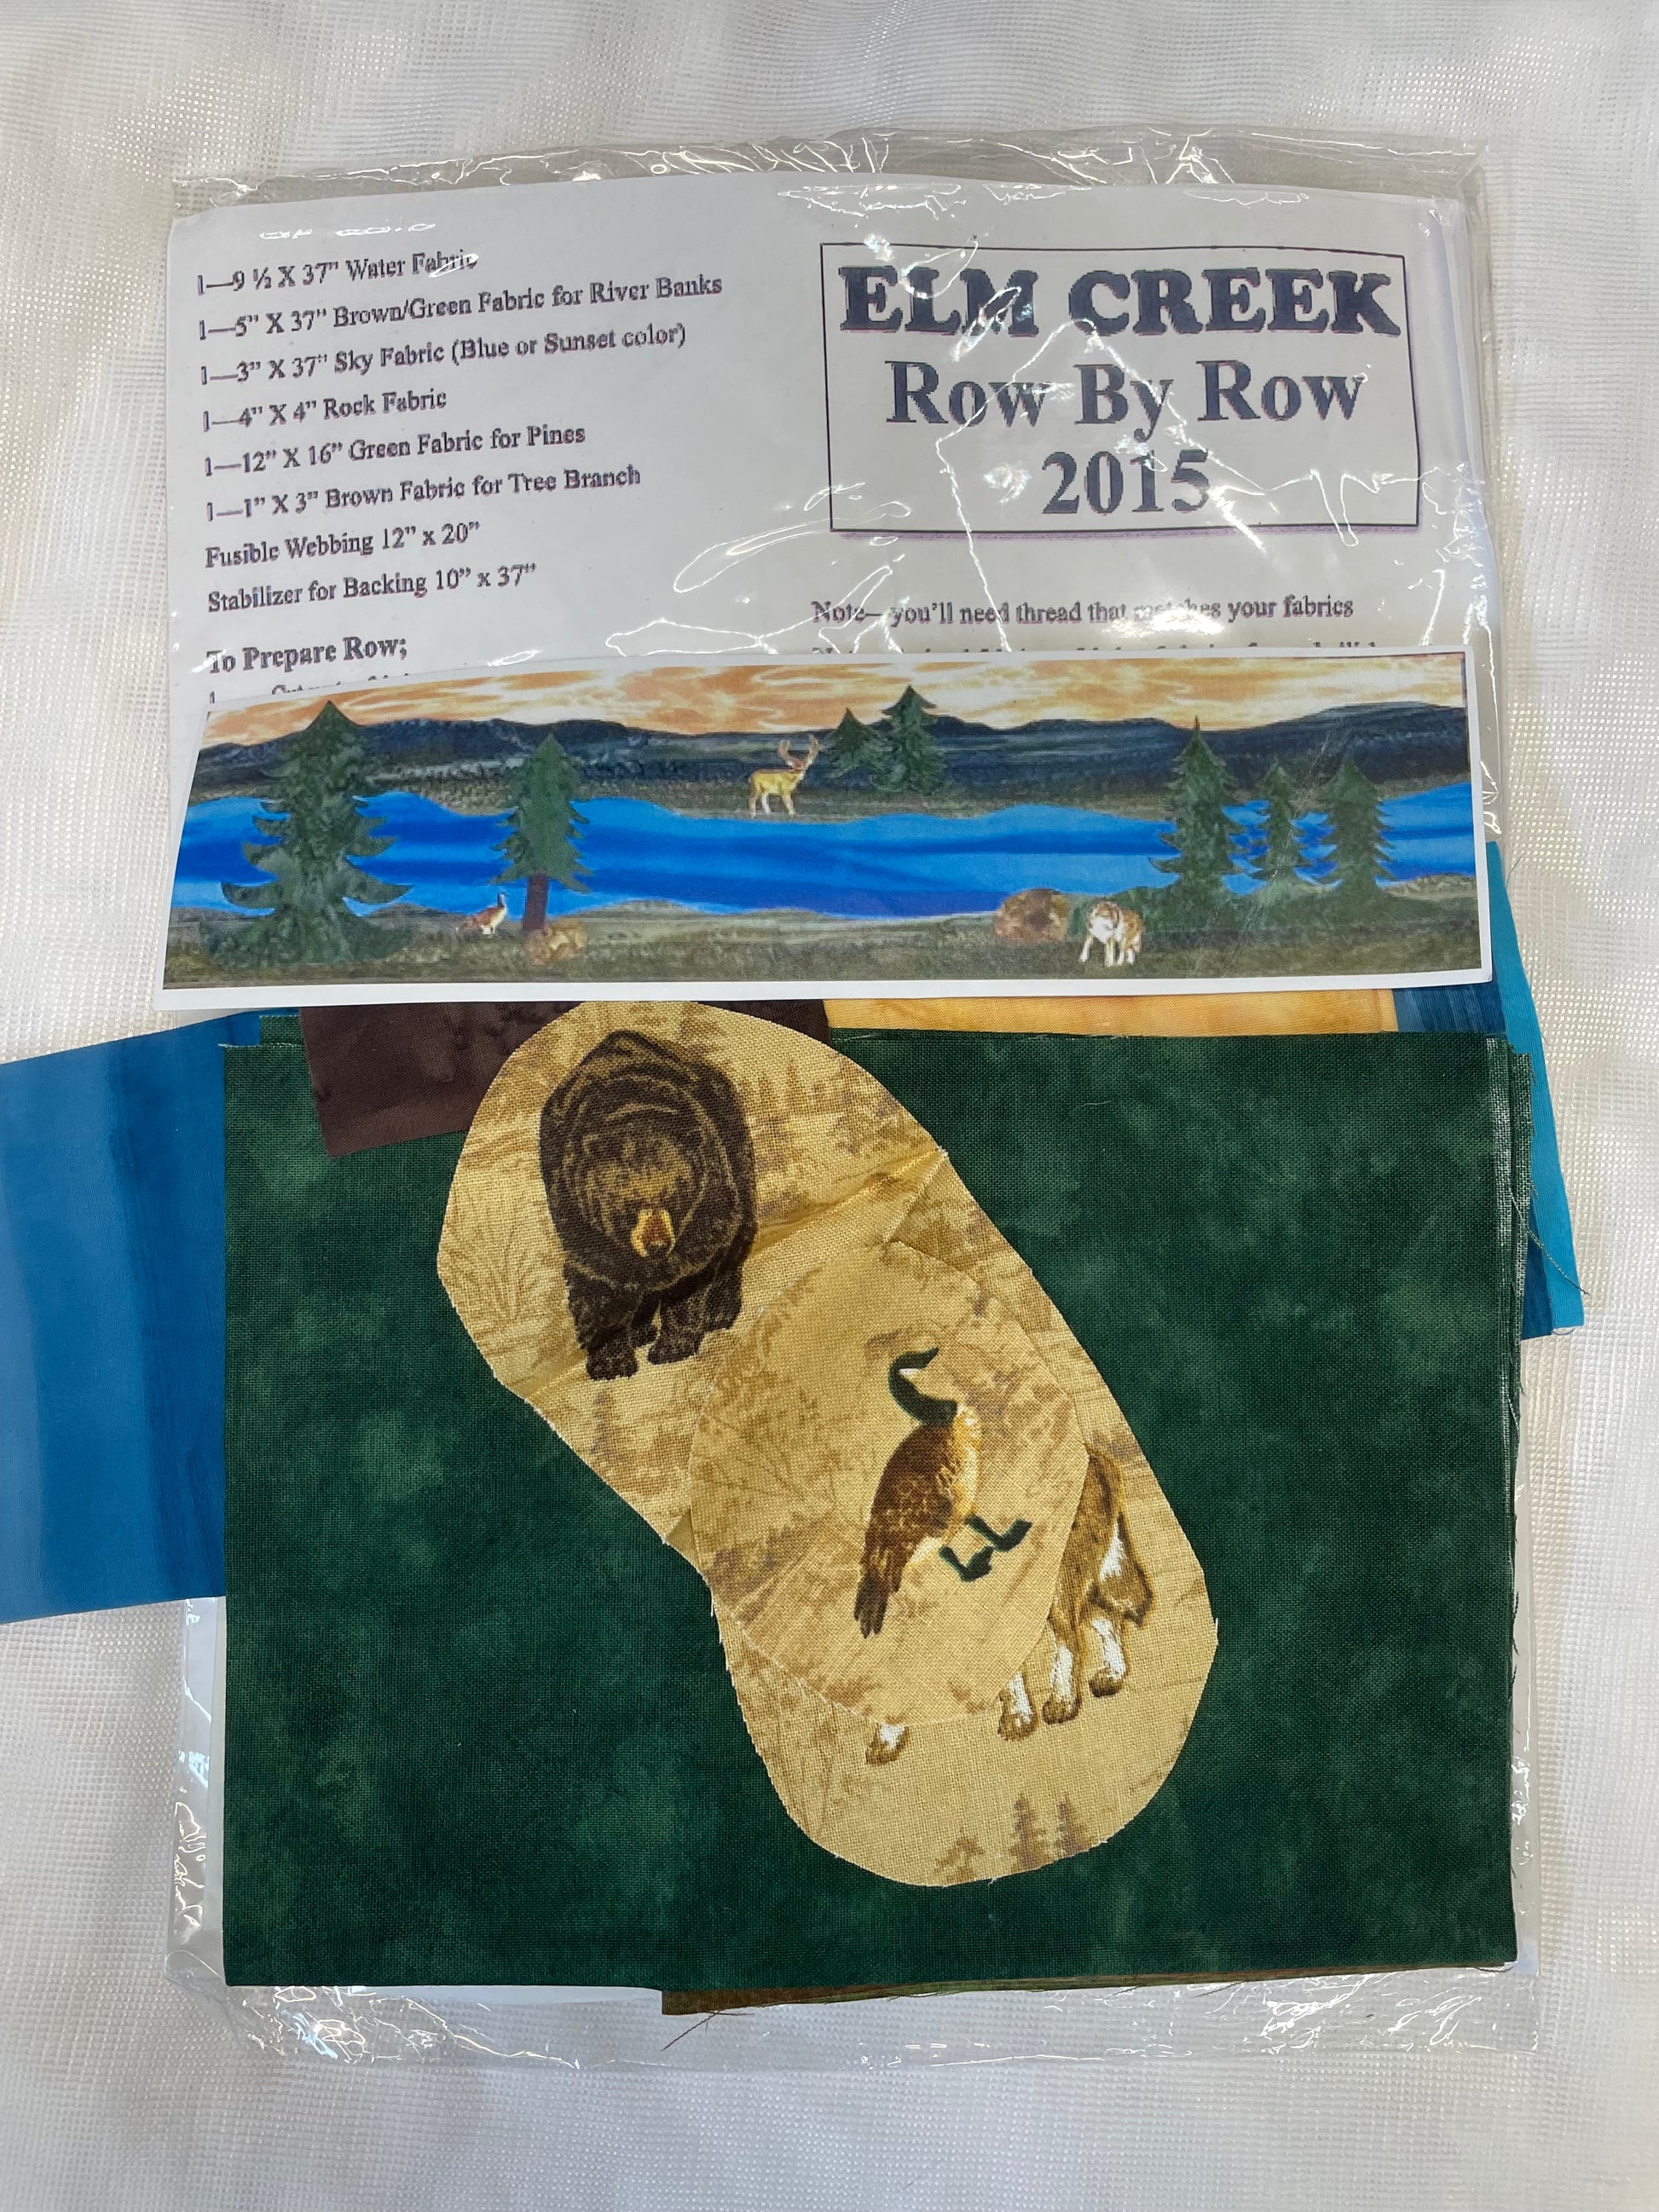 1—9 ½ X 37" Water Fabric
1—5" X 37" Brown/Green Fabric for River Banks
1—3" X 37" Sky Fabric (Blue or Sunset color)
1—4" X 4" Rock Fabric
1—12" X 16" Green Fabric for Pines
1—1" X 3" Brown Fabric for Tree Branch
Fusible Webbing 12" x 20"
Stabilizer for Backing 10" x 37"
To Prepare Row;
ELM CREEK
Row By Row
2015
Note—you'll need thread that matches your fabrics